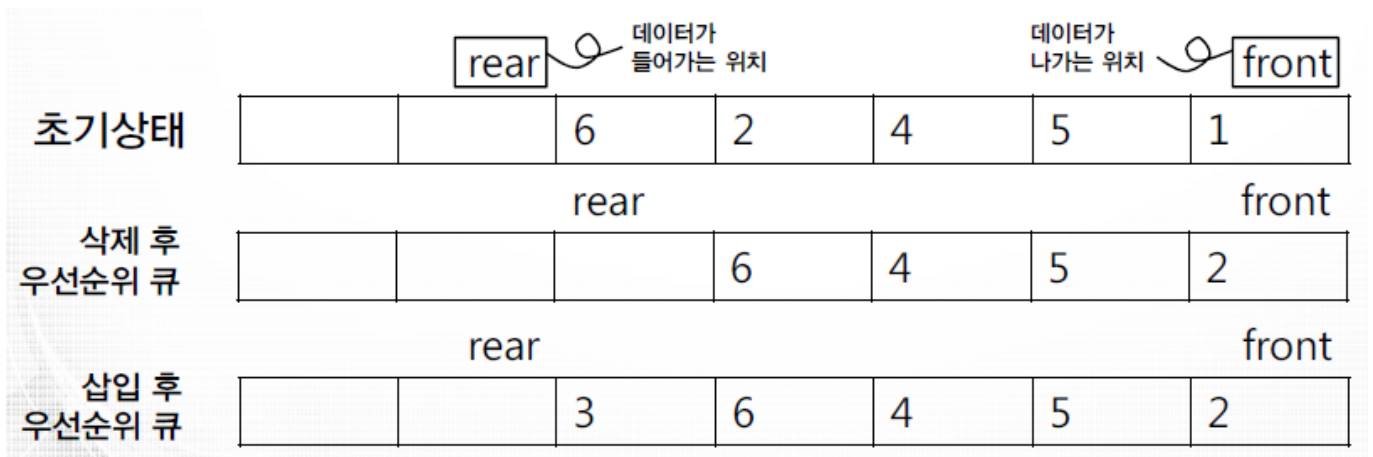 데이터가
들어가는 위치
rear
데이터가
나가는 위치
front
초기상태 6 2 4 5 1
rear front
삭제 후
우선순위 큐
6 4 5 2
rear front
삽입 후
우선순위 큐
3 6 4 5 2